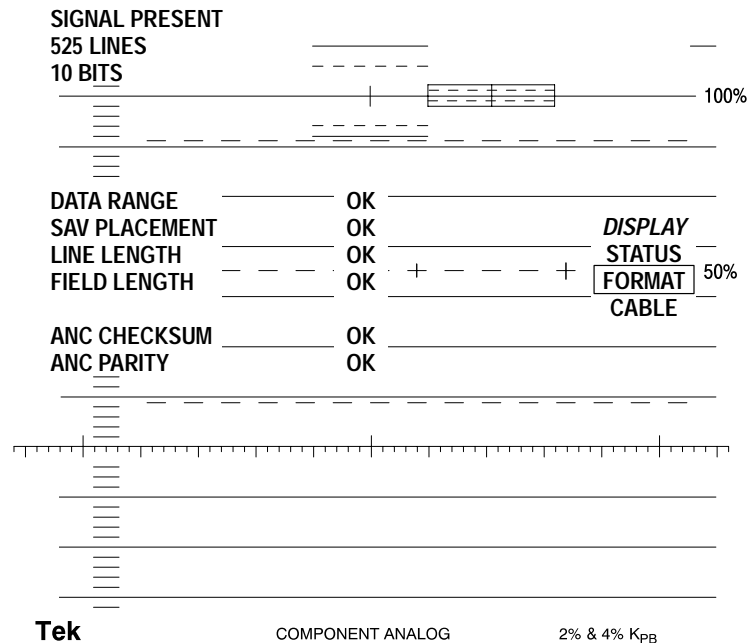 SIGNAL PRESENT
525 LINES
10 BITS
100%
DATA RANGE OK
SAV PLACEMENT OK
LINE LENGTH OK
FIELD LENGTH OK
DISPLAY
STATUS
FORMAT
CABLE
50%
ANC CHECKSUM OK
ANC PARITY OK
Tek COMPONENT ANALOG 2% & 4% KPB